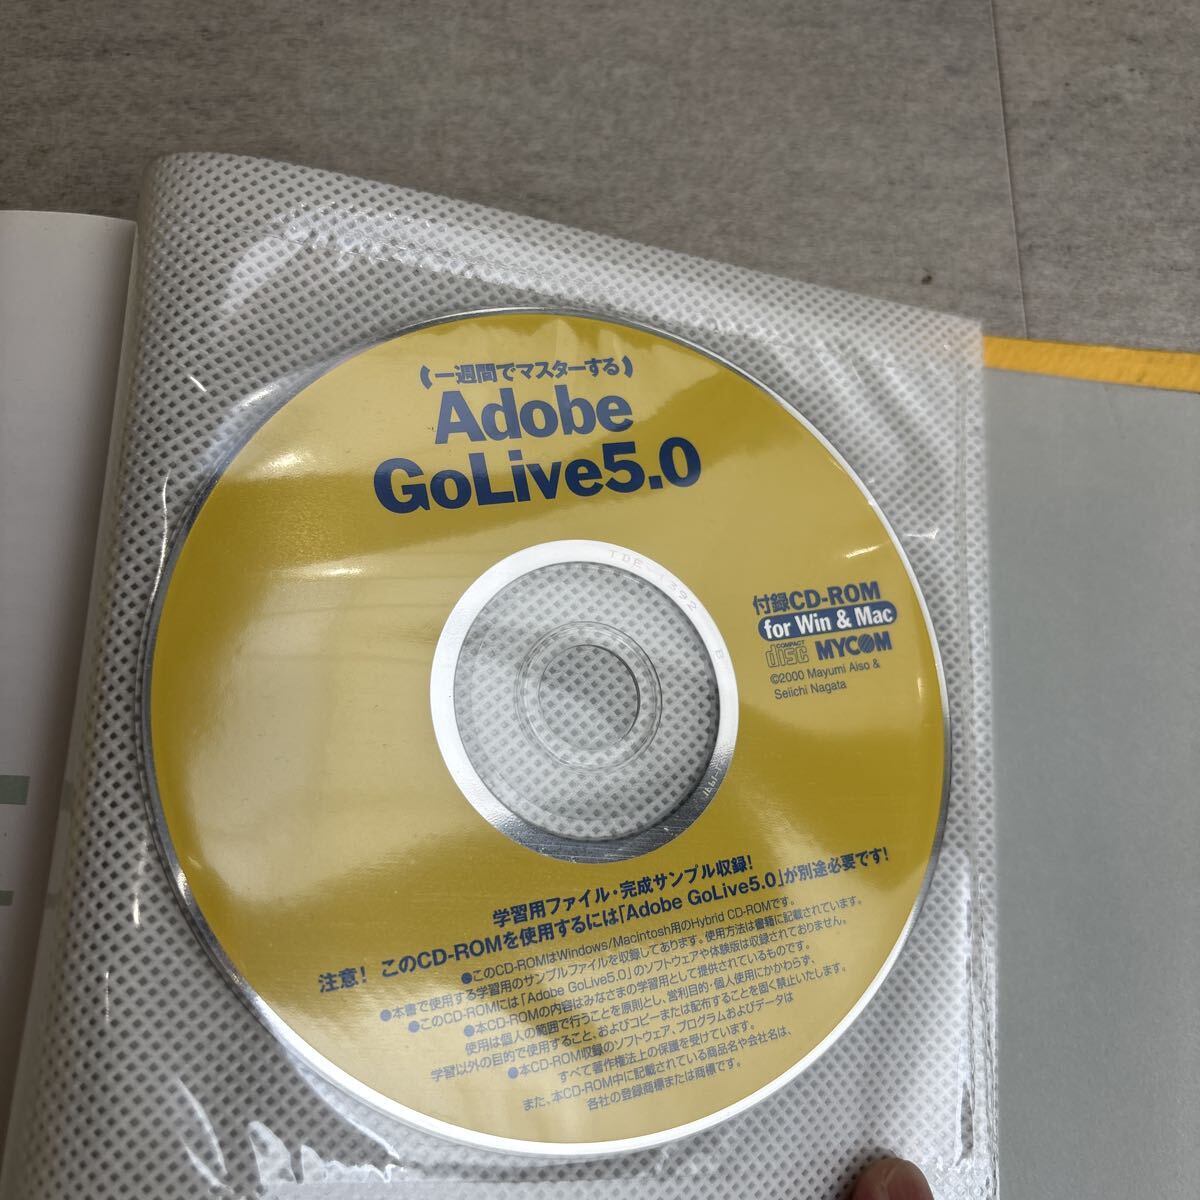 (一週間でマスターする)
Adobe
GoLive5.0
TDE-1392
B
付録CD-ROM
for Win & Mac
COMPACT
disc MYCOM
©2000 Mayumi Aiso &
Seiichi Nagata
学習用ファイル・完成サンプル収録!
注意! このCD-ROMを使用するには「Adobe GoLive5.0」が別途必要です!
●このCD-ROMはWindows/Macintosh用のHybrid CD-ROMです。
●本書で使用する学習用のサンプルファイルを収録してあります。使用方法は書籍に記載されています。
●このCD-ROMには「Adobe GoLive5.0」のソフトウェアや体験版は収録されておりません。
●本CD-ROMの内容はみなさまの学習用として提供されているものです。
使用は個人の範囲で行うことを原則とし、営利目的・個人使用にかかわらず、
学習以外の目的で使用すること、およびコピーまたは配布することを固く禁止いたします。
●本CD-ROM収録のソフトウェア、プログラムおよびデータは
すべて著作権法上の保護を受けています。
また、本CD-ROM中に記載されている商品名や会社名は、
各社の登録商標または商標です。